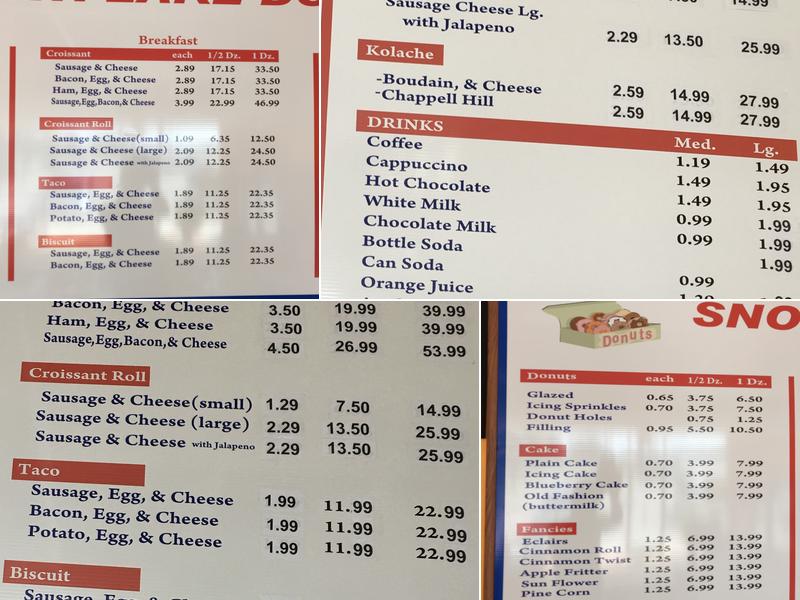 Breakfast
Croissant each 1/2 Dz. 1 Dz.
Sausage & Cheese 2.89 17.15 33.50
Bacon, Egg, & Cheese 2.89 17.15 33.50
Ham, Egg, & Cheese 2.89 17.15 33.50
Sausage,Egg,Bacon,& Cheese 3.99 22.99 46.99
Croissant Roll
Sausage & Cheese(small) 1.09 6.35 12.50
Sausage & Cheese (large) 2.09 12.25 24.50
Sausage & Cheese with Jalapeno 2.09 12.25 24.50
Taco
Sausage, Egg, & Cheese 1.89 11.25 22.35
Bacon, Egg, & Cheese 1.89 11.25 22.35
Potato, Egg, & Cheese 1.89 11.25 22.35
Biscuit
Sausage, Egg, & Cheese 1.89 11.25 22.35
Bacon, Egg, & Cheese 1.89 11.25 22.35
14.99
Sausage Cheese Lg.
with Jalapeno 2.29 13.50 25.99
Kolache
-Boudain, & Cheese 2.59 14.99 27.99
-Chappell Hill 2.59 14.99 27.99
DRINKS Med. Lg.
Coffee 1.19 1.49
Cappuccino 1.49 1.95
Hot Chocolate 1.49 1.95
White Milk 0.99 1.99
Chocolate Milk 0.99 1.99
Bottle Soda 1.99
Can Soda 0.99
Orange Juice
Bacon, Egg, & Cheese 3.50 19.99 39.99
Ham, Egg, & Cheese 3.50 19.99 39.99
Sausage,Egg,Bacon,& Cheese 4.50 26.99 53.99
Croissant Roll
Sausage & Cheese(small) 1.29 7.50 14.99
Sausage & Cheese (large) 2.29 13.50 25.99
Sausage & Cheese with Jalapeno 2.29 13.50 25.99
Taco
Sausage, Egg, & Cheese 1.99 11.99 22.99
Bacon, Egg, & Cheese 1.99 11.99 22.99
Potato, Egg, & Cheese 1.99 11.99 22.99
Biscuit
Sausage, Egg, & Cheese
SNO
Donuts
Donuts each 1/2 Dz. 1 Dz.
Glazed 0.65 3.75 6.50
Icing Sprinkles 0.70 3.75 7.50
Donut Holes 0.75 1.25
Filling 0.95 5.50 10.50
Cake
Plain Cake 0.70 3.99 7.99
Icing Cake 0.70 3.99 7.99
Blueberry Cake 0.70 3.99 7.99
Old Fashion 0.70 3.99 7.99
(buttermilk)
Fancies
Eclairs 1.25 6.99 13.99
Cinnamon Roll 1.25 6.99 13.99
Cinnamon Twist 1.25 6.99 13.99
Apple Fritter 1.25 6.99 13.99
Sun Flower 1.25 6.99 13.99
Pine Corn 1.25 6.99 13.99